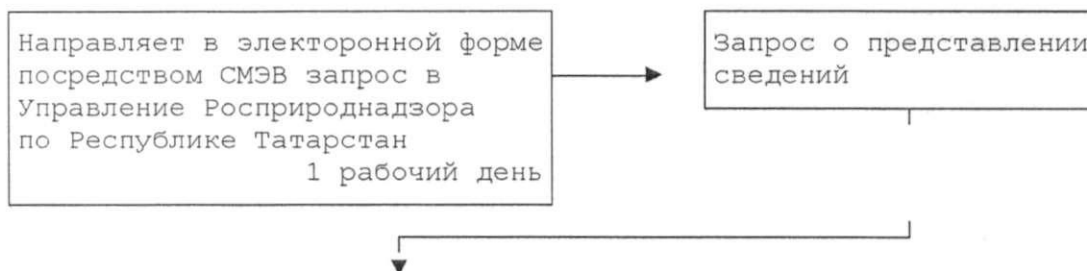 Направляет в электоронной форме
посредством СМЭВ запрос в
Управление Росприроднадзора
по Республике Татарстан
1 рабочий день
Запрос о представлении
сведений